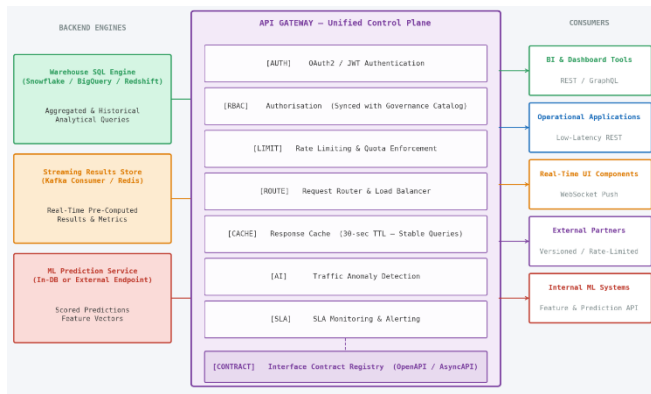 BACKEND ENGINES
Warehouse SQL Engine
(Snowflake / BigQuery / Redshift)
Aggregated & Historical
Analytical Queries
Streaming Results Store
(Kafka Consumer / Redis)
Real-Time Pre-Computed
Results & Metrics
ML Prediction Service
(In-DB or External Endpoint)
Scored Predictions
Feature Vectors
API GATEWAY — Unified Control Plane
[AUTH] OAuth2 / JWT Authentication
[RBAC] Authorisation (Synced with Governance Catalog)
[LIMIT] Rate Limiting & Quota Enforcement
[ROUTE] Request Router & Load Balancer
[CACHE] Response Cache (30-sec TTL — Stable Queries)
[AI] Traffic Anomaly Detection
[SLA] SLA Monitoring & Alerting
[CONTRACT] Interface Contract Registry (OpenAPI / AsyncAPI)
CONSUMERS
BI & Dashboard Tools
REST / GraphQL
Operational Applications
Low-Latency REST
Real-Time UI Components
WebSocket Push
External Partners
Versioned / Rate-Limited
Internal ML Systems
Feature & Prediction API